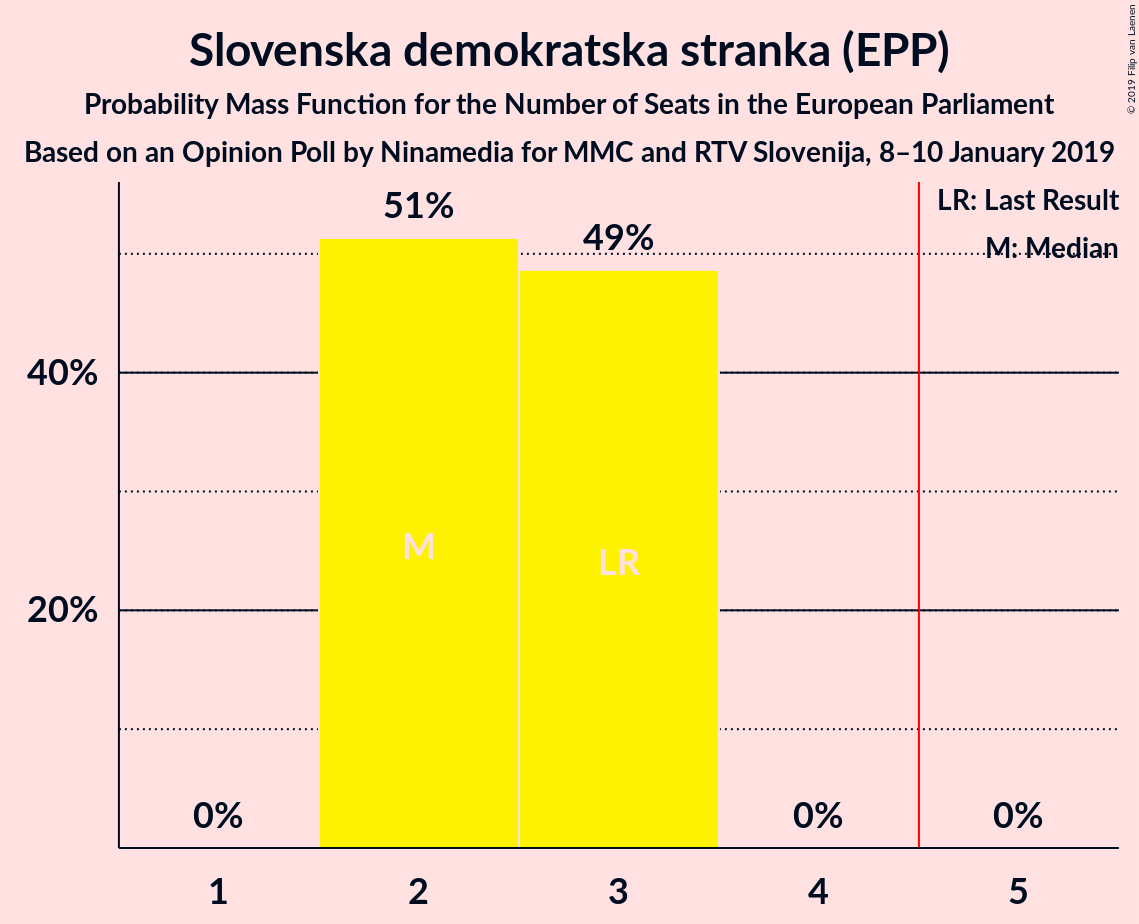 Slovenska demokratska stranka (EPP)
Probability Mass Function for the Number of Seats in the European Parliament
Based on an Opinion Poll by Ninamedia for MMC and RTV Slovenija, 8–10 January 2019
© 2019 Filip van Laenen
LR: Last Result
M: Median
51%
49%
40%
M
LR
20%
0%
0%
0%
1
2
3
4
5